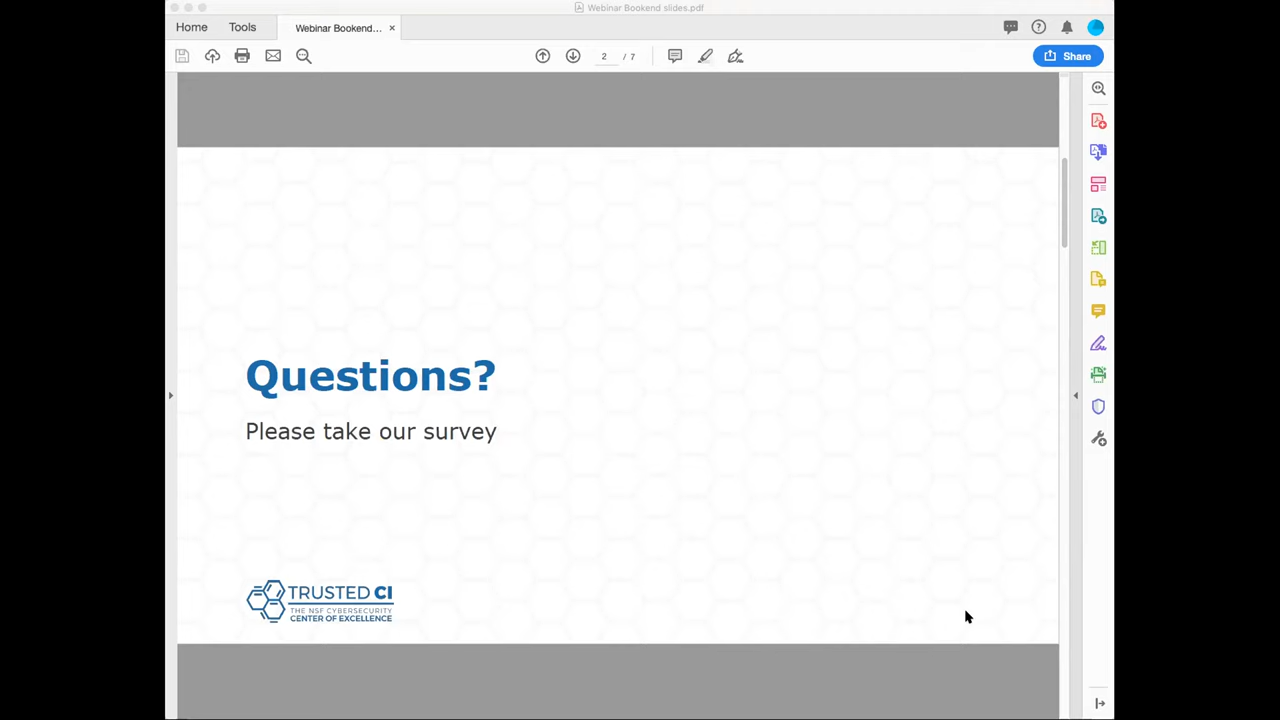 Webinar Bookend slides.pdf
Home
Tools
Webinar Bookend...
2 / 7
Share
Questions?
Please take our survey
TRUSTED CI
THE NSF CYBERSECURITY
CENTER OF EXCELLENCE